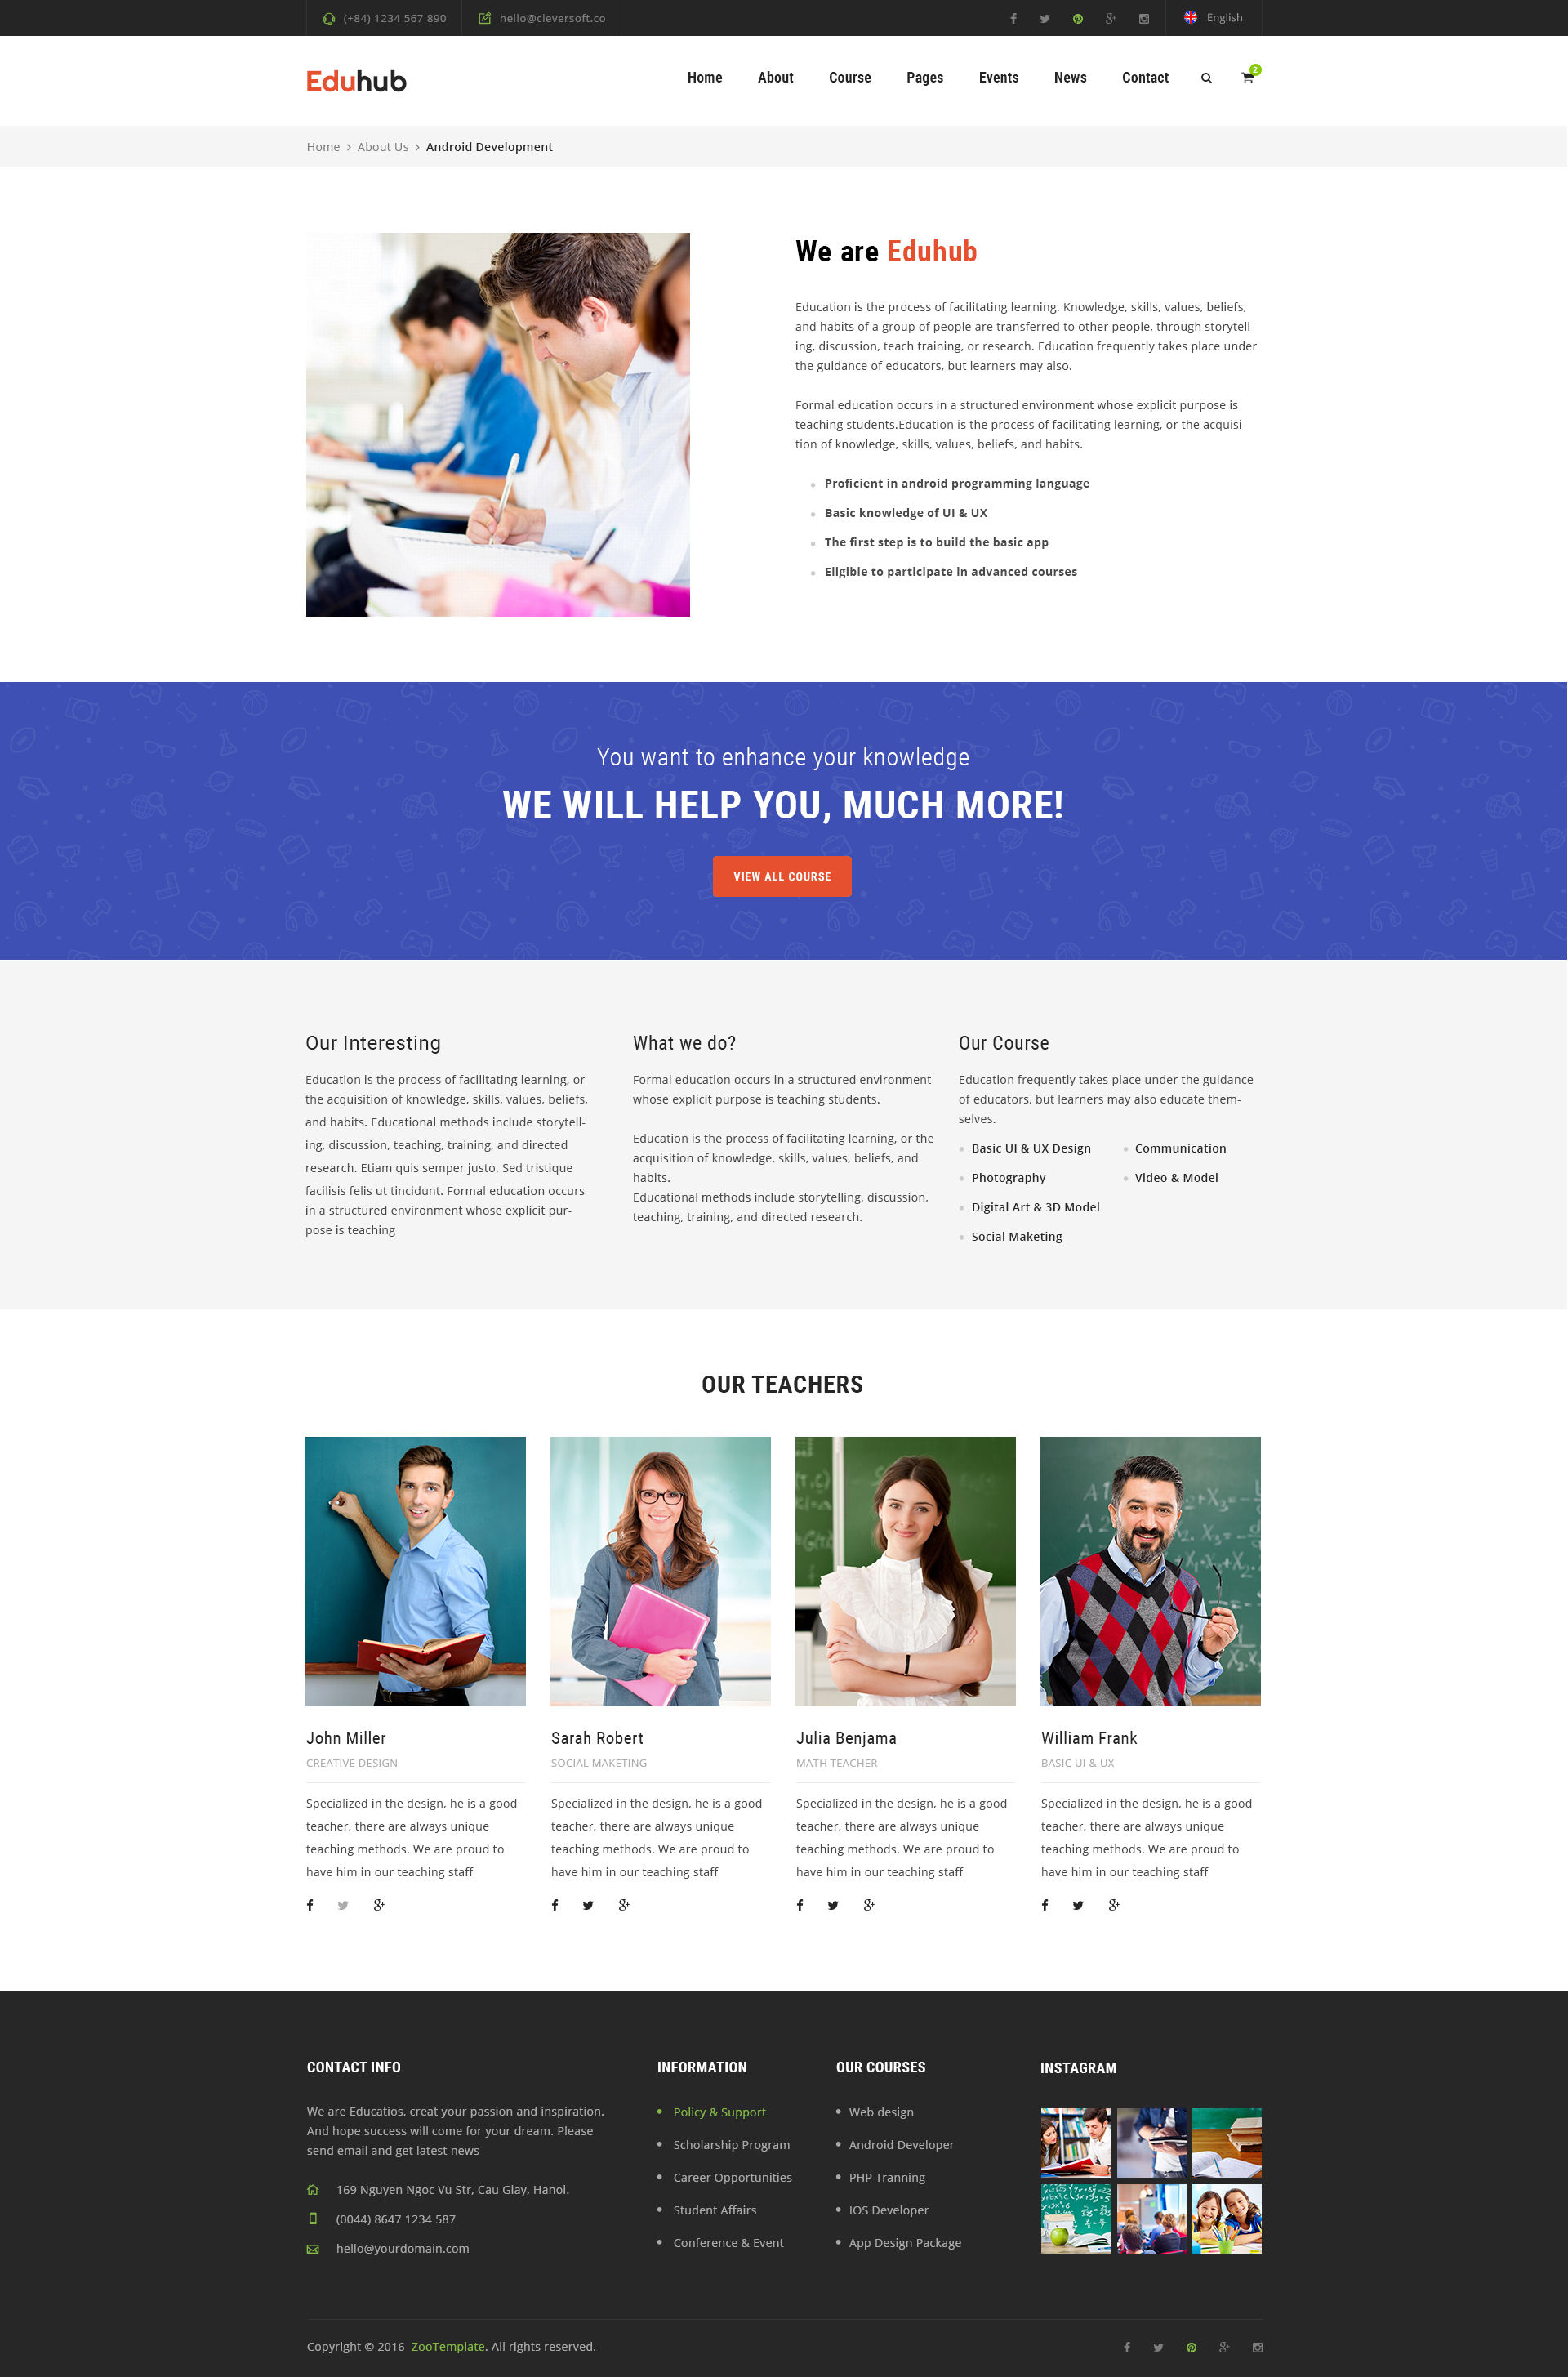 (+84) 1234 567 890
hello@cleversoft.co
English
Eduhub
Home
About
Course
Pages
Events
News
Contact
2
Home > About Us > Android Development
We are Eduhub
Education is the process of facilitating learning. Knowledge, skills, values, beliefs,
and habits of a group of people are transferred to other people, through storytell-
ing, discussion, teach training, or research. Education frequently takes place under
the guidance of educators, but learners may also.
Formal education occurs in a structured environment whose explicit purpose is
teaching students.Education is the process of facilitating learning, or the acquisi-
tion of knowledge, skills, values, beliefs, and habits.
Proficient in android programming language
Basic knowledge of UI & UX
The first step is to build the basic app
Eligible to participate in advanced courses
You want to enhance your knowledge
WE WILL HELP YOU, MUCH MORE!
VIEW ALL COURSE
Our Interesting
Education is the process of facilitating learning, or
the acquisition of knowledge, skills, values, beliefs,
and habits. Educational methods include storytell-
ing, discussion, teaching, training, and directed
research. Etiam quis semper justo. Sed tristique
facilisis felis ut tincidunt. Formal education occurs
in a structured environment whose explicit pur-
pose is teaching
What we do?
Formal education occurs in a structured environment
whose explicit purpose is teaching students.
Education is the process of facilitating learning, or the
acquisition of knowledge, skills, values, beliefs, and
habits.
Educational methods include storytelling, discussion,
teaching, training, and directed research.
Our Course
Education frequently takes place under the guidance
of educators, but learners may also educate them-
selves.
Basic UI & UX Design
Photography
Digital Art & 3D Model
Social Maketing
Communication
Video & Model
OUR TEACHERS
John Miller
CREATIVE DESIGN
Specialized in the design, he is a good
teacher, there are always unique
teaching methods. We are proud to
have him in our teaching staff
Sarah Robert
SOCIAL MAKETING
Specialized in the design, he is a good
teacher, there are always unique
teaching methods. We are proud to
have him in our teaching staff
Julia Benjama
MATH TEACHER
Specialized in the design, he is a good
teacher, there are always unique
teaching methods. We are proud to
have him in our teaching staff
William Frank
BASIC UI & UX
Specialized in the design, he is a good
teacher, there are always unique
teaching methods. We are proud to
have him in our teaching staff
CONTACT INFO
We are Educatios, creat your passion and inspiration.
And hope success will come for your dream. Please
send email and get latest news
169 Nguyen Ngoc Vu Str, Cau Giay, Hanoi.
(0044) 8647 1234 587
hello@yourdomain.com
INFORMATION
Policy & Support
Scholarship Program
Career Opportunities
Student Affairs
Conference & Event
OUR COURSES
Web design
Android Developer
PHP Tranning
IOS Developer
App Design Package
INSTAGRAM
Copyright © 2016 ZooTemplate. All rights reserved.